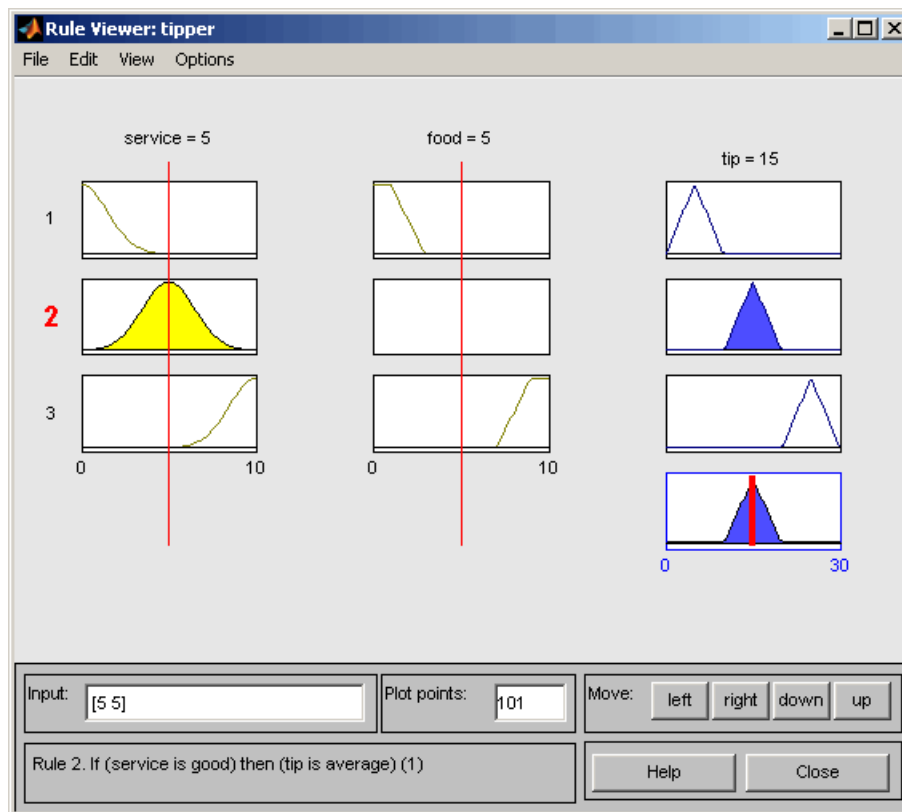 Rule Viewer: tipper
File Edit View Options
service = 5 food = 5 tip = 15
1
2
3
0 10 0 10
0 30
Input: [5 5] Plot points: 101 Move: left right down up
Rule 2. If (service is good) then (tip is average) (1)
Help Close